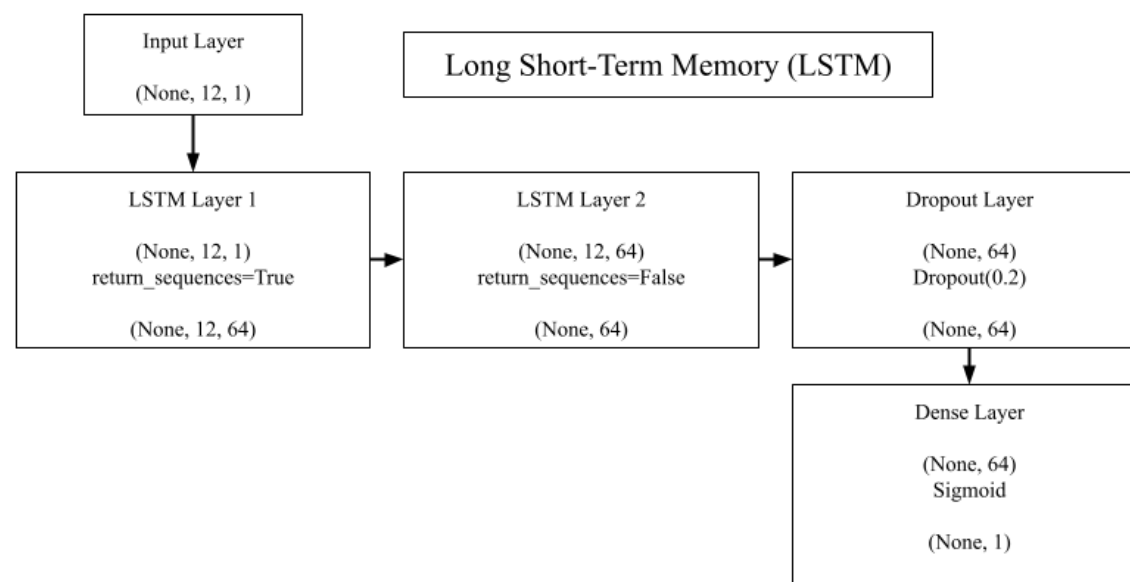 Input Layer
(None, 12, 1)
Long Short-Term Memory (LSTM)
LSTM Layer 1
(None, 12, 1)
return_sequences=True
(None, 12, 64)
LSTM Layer 2
(None, 12, 64)
return_sequences=False
(None, 64)
Dropout Layer
(None, 64)
Dropout(0.2)
(None, 64)
Dense Layer
(None, 64)
Sigmoid
(None, 1)